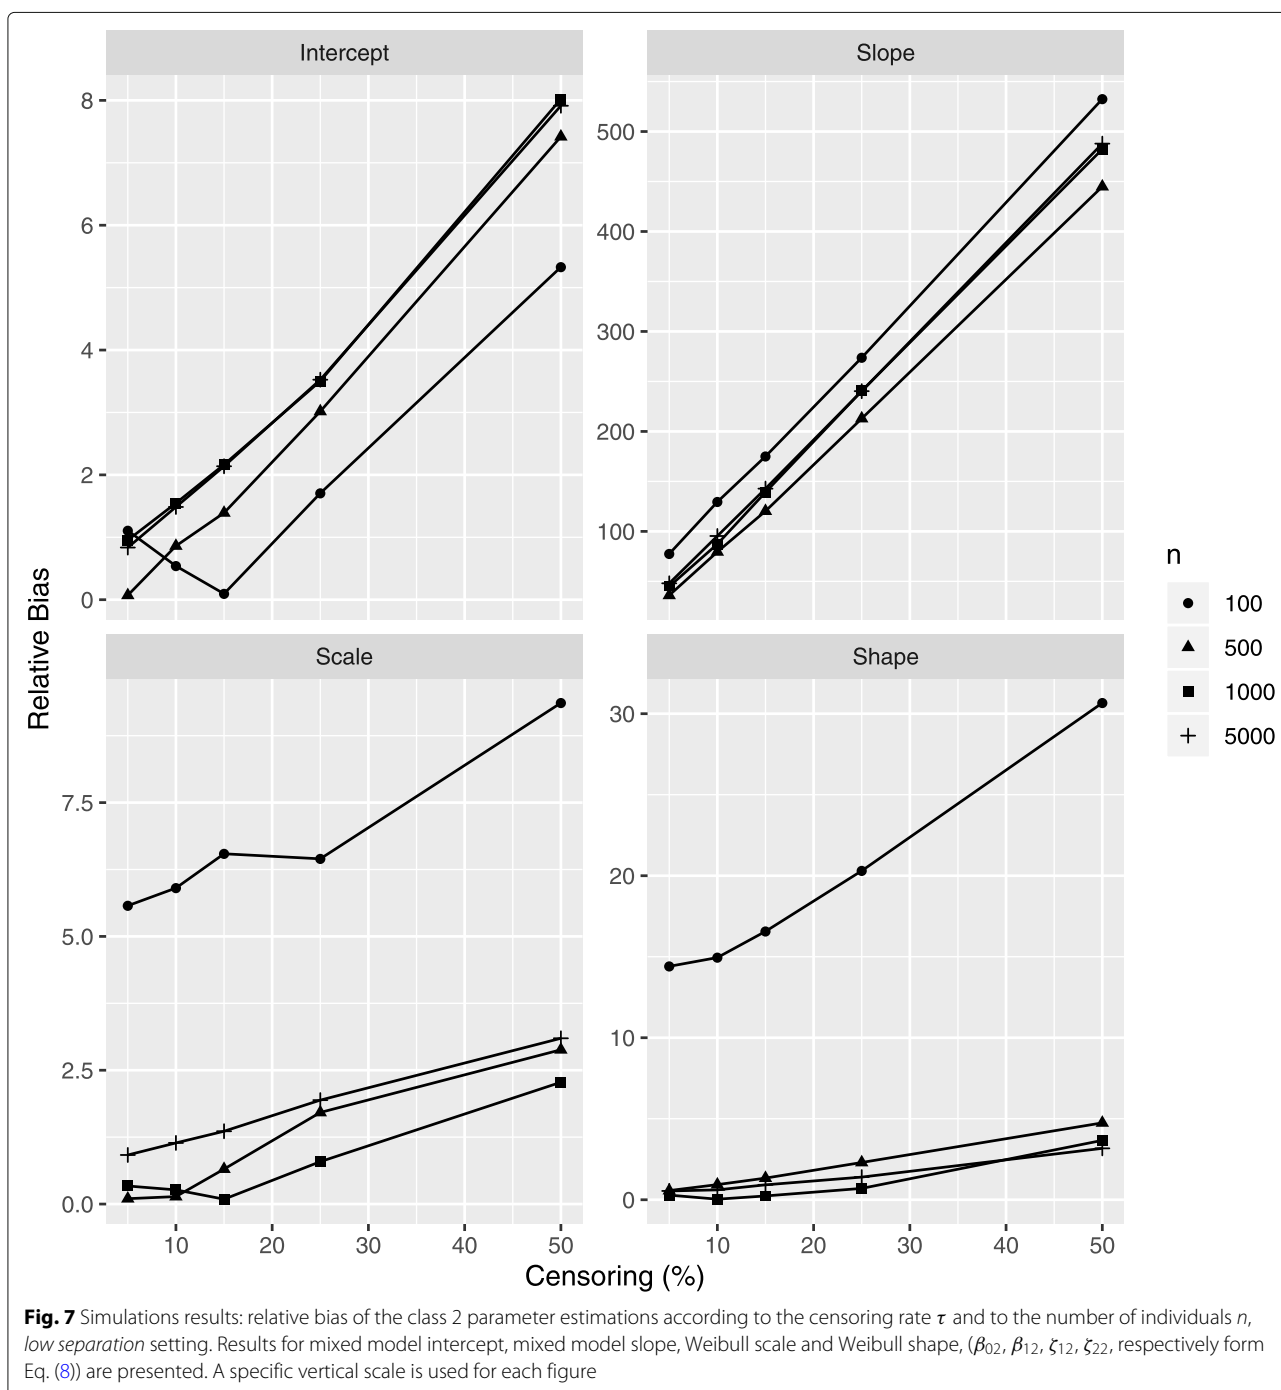 Intercept
Slope
8
6
4
2
0
500
400
300
200
100
Relative Bias
Scale
Shape
7.5
5.0
2.5
0.0
30
20
10
0
10 20 30 40 50
10 20 30 40 50
Censoring (%)
n
100
500
1000
5000
Fig. 7 Simulations results: relative bias of the class 2 parameter estimations according to the censoring rate τ and to the number of individuals n,
low separation setting. Results for mixed model intercept, mixed model slope, Weibull scale and Weibull shape, (β02, β12, ζ12, ζ22, respectively form
Eq. (8)) are presented. A specific vertical scale is used for each figure